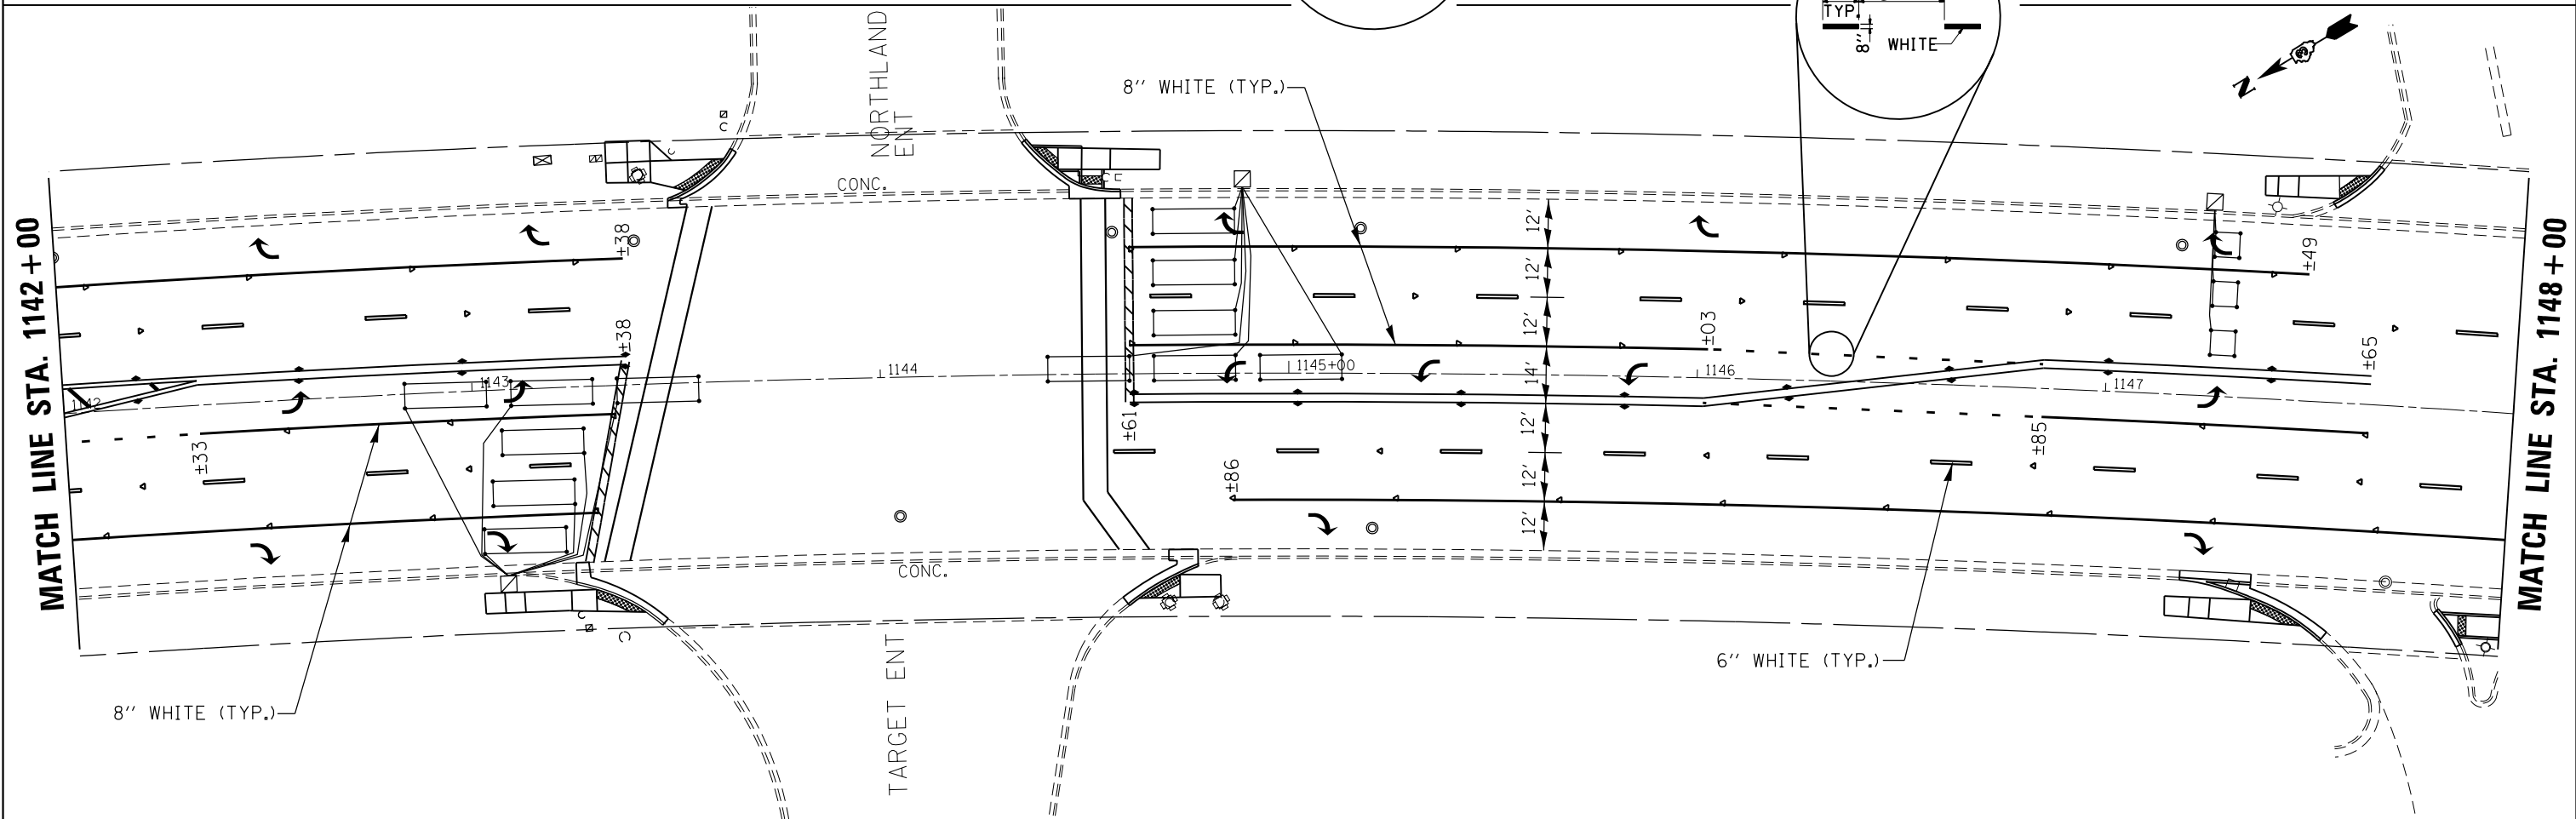 TYP.
8''
WHITE
N
NORTHLAND
ENT
8'' WHITE (TYP.)
CONC.
MATCH LINE STA. 1142+00
MATCH LINE STA. 1148+00
±38
12'
±49
12'
±38
12'
±03
±65
1142
1143
1144
1145+00
14'
1146
1147
±33
±61
12'
±85
±86
12'
12'
CONC.
TARGET ENT
6'' WHITE (TYP.)
8'' WHITE (TYP.)